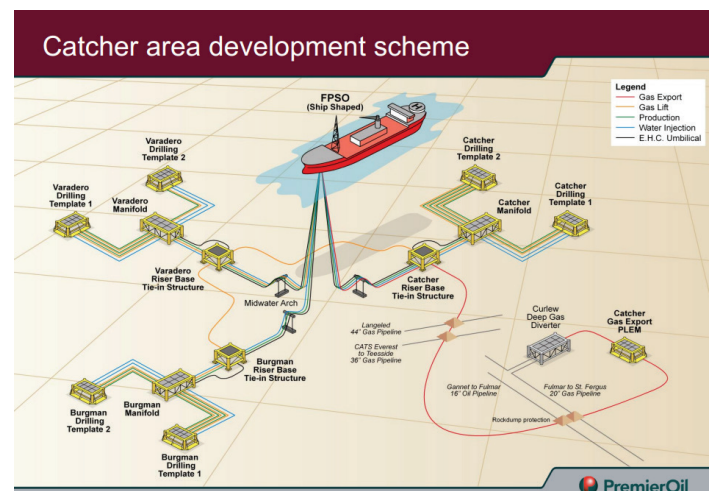 Catcher area development scheme
FPSO
(Ship Shaped)
Legend
Gas Export
Gas Lift
Production
Water Injection
E.H.C. Umbilical
Varadero
Drilling
Template 2
Varadero
Drilling
Template 1
Varadero
Manifold
Varadero
Riser Base
Tie-in Structure
Midwater Arch
Catcher
Drilling
Template 2
Catcher
Drilling
Template 1
Catcher
Manifold
Catcher
Riser Base
Tie-in Structure
Langeled
44" Gas Pipeline
CATS Everest
to Teesside
36" Gas Pipeline
Curlew
Deep Gas
Diverter
Catcher
Gas Export
PLEM
Gannet to Fulmar
16" Oil Pipeline
Fulmar to St. Fergus
20" Gas Pipeline
Rockdump protection
Burgman
Riser Base
Tie-in Structure
Burgman
Manifold
Burgman
Drilling
Template 2
Burgman
Drilling
Template 1
PremierOil